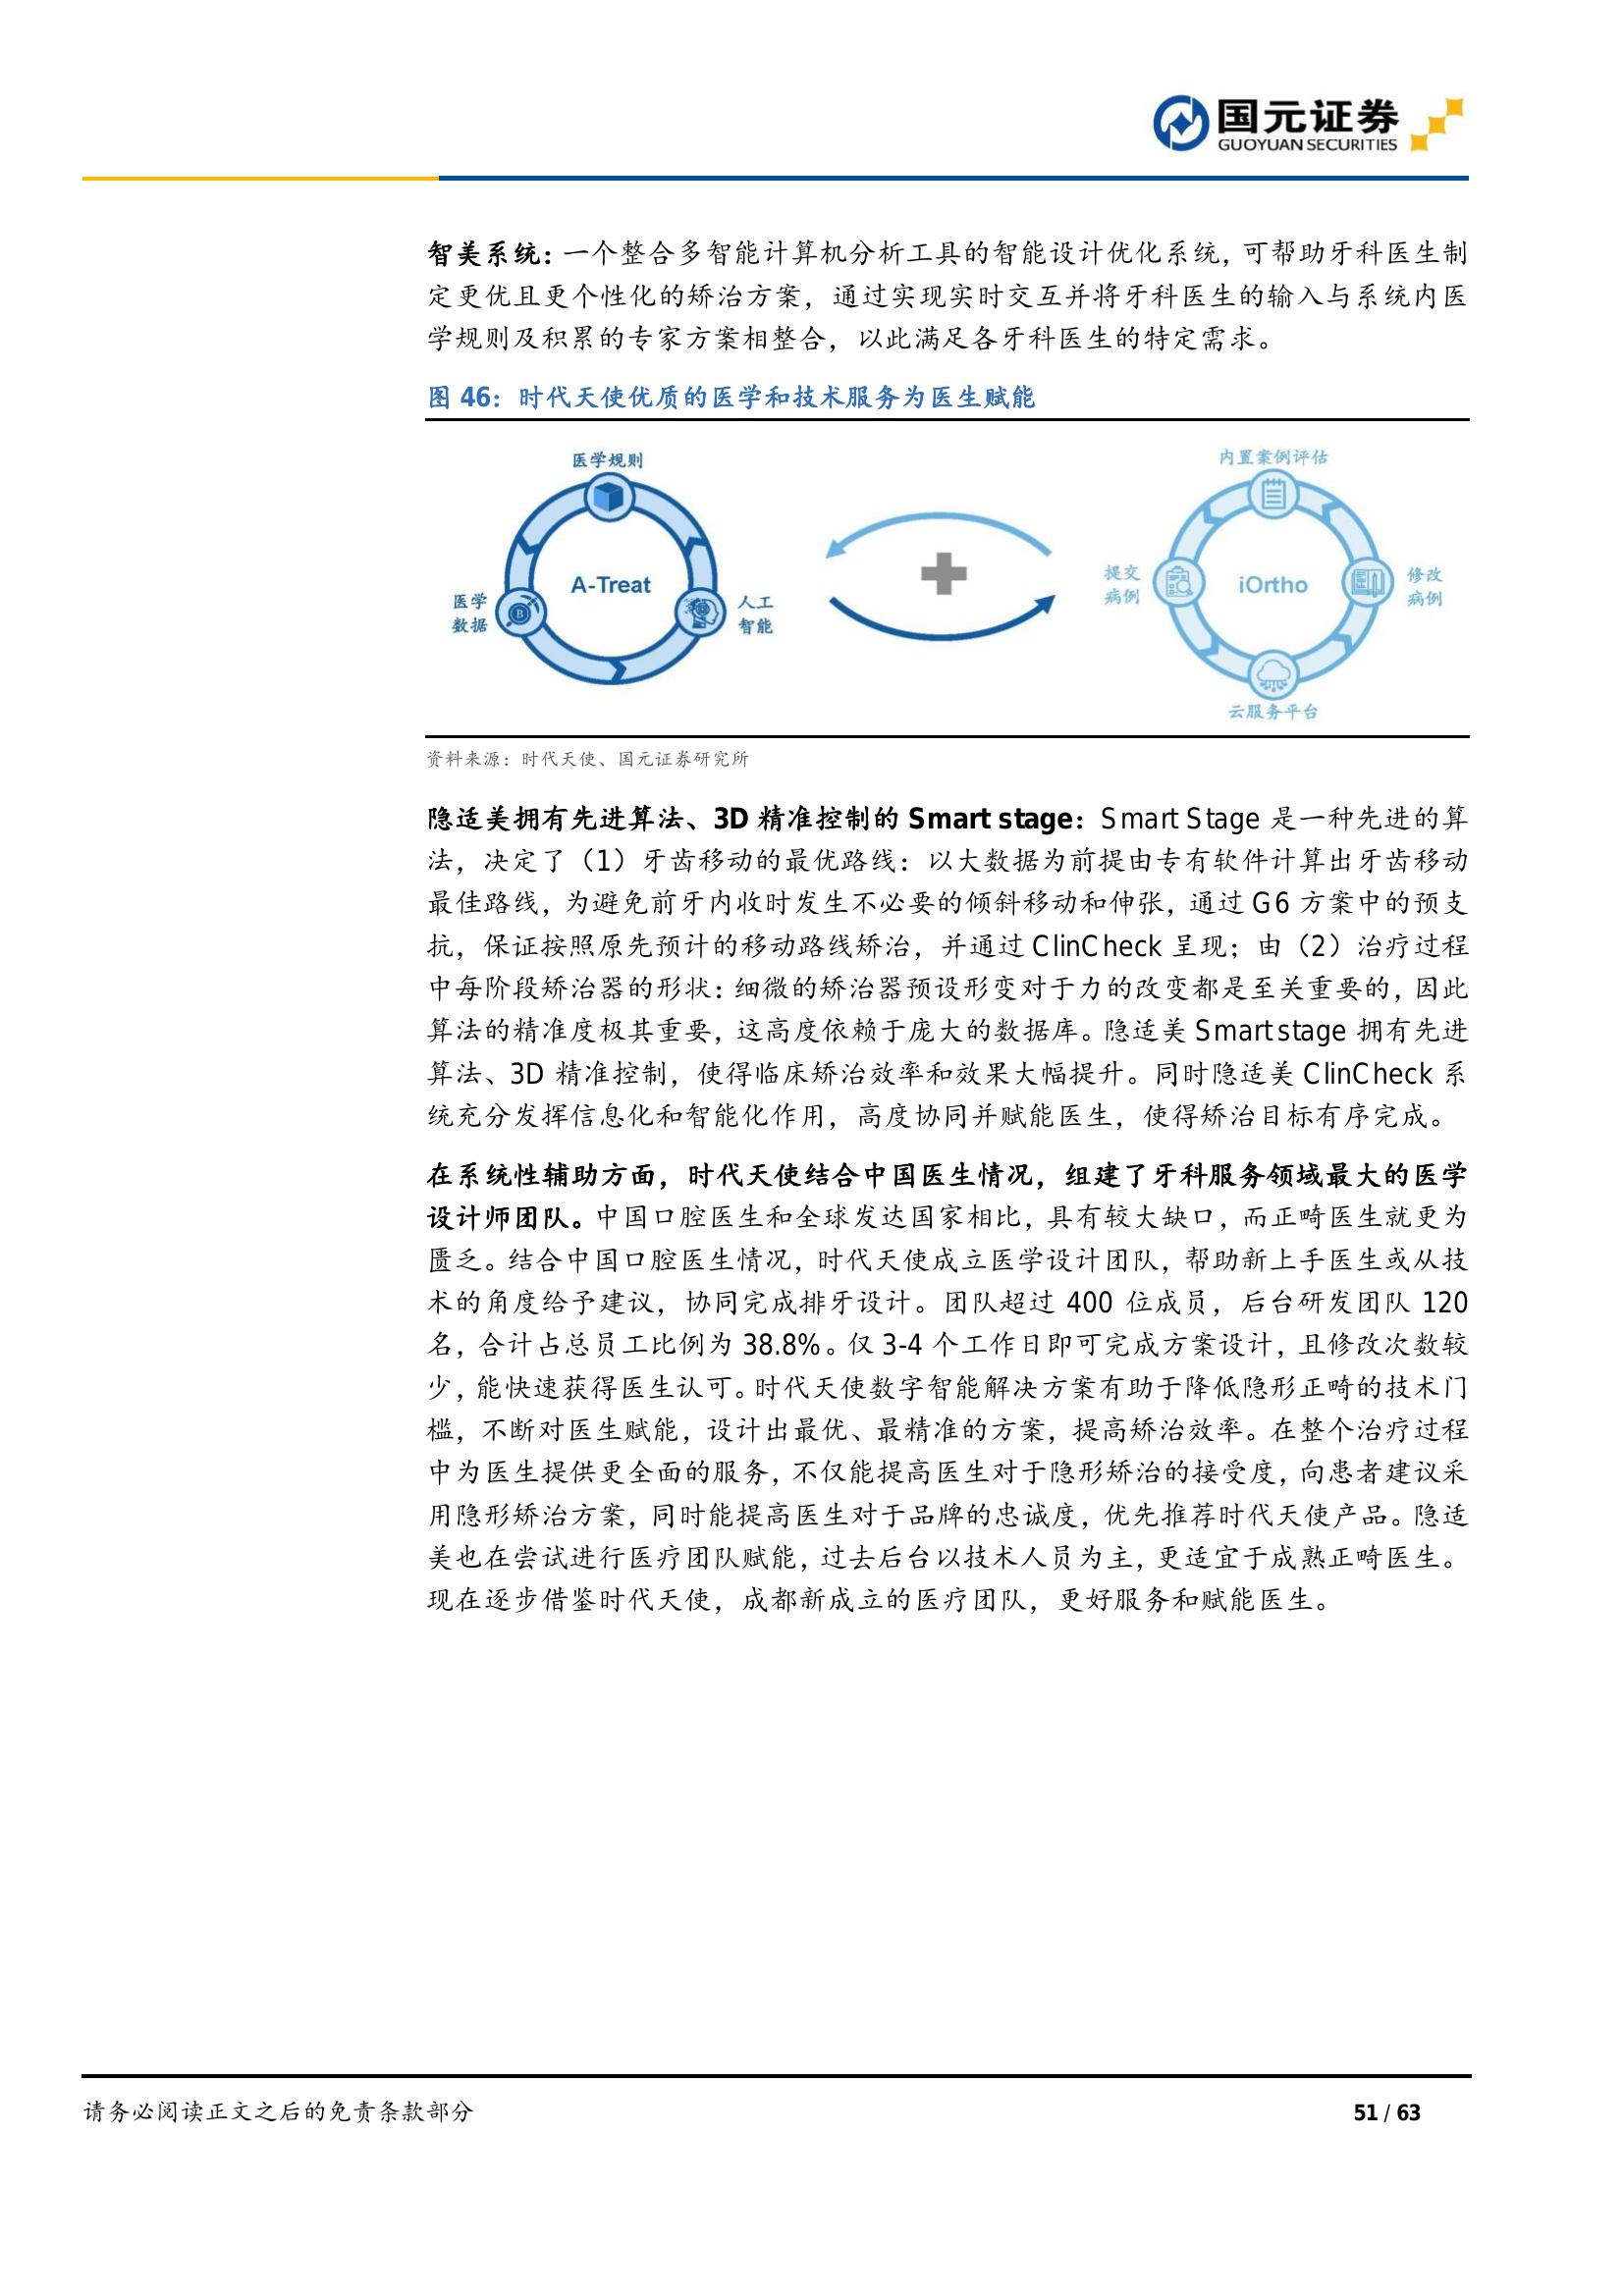 国元证券
GUOYUAN SECURITIES
智美系统：一个整合多智能计算机分析工具的智能设计优化系统，可帮助牙科医生制
定更优且更个性化的矫治方案，通过实现实时交互并将牙科医生的输入与系统内医
学规则及积累的专家方案相整合，以此满足各牙科医生的特定需求。
图 46：时代天使优质的医学和技术服务为医生赋能
医学规则
A-Treat
医学
数据
人工
智能
内置案例评估
提交
病例
iOrtho
修改
病例
云服务平台
资料来源：时代天使、国元证券研究所
隐适美拥有先进算法、3D 精准控制的 Smart stage：Smart Stage 是一种先进的算
法，决定了（1）牙齿移动的最优路线：以大数据为前提由专有软件计算出牙齿移动
最佳路线，为避免前牙内收时发生不必要的倾斜移动和伸张，通过 G6 方案中的预支
抗，保证按照原先预计的移动路线矫治，并通过 ClinCheck 呈现；由（2）治疗过程
中每阶段矫治器的形状：细微的矫治器预设形变对于力的改变都是至关重要的，因此
算法的精准度极其重要，这高度依赖于庞大的数据库。隐适美 Smart stage 拥有先进
算法、3D 精准控制，使得临床矫治效率和效果大幅提升。同时隐适美 ClinCheck 系
统充分发挥信息化和智能化作用，高度协同并赋能医生，使得矫治目标有序完成。
在系统性辅助方面，时代天使结合中国医生情况，组建了牙科服务领域最大的医学
设计师团队。中国口腔医生和全球发达国家相比，具有较大缺口，而正畸医生就更为
匮乏。结合中国口腔医生情况，时代天使成立医学设计团队，帮助新上手医生或从技
术的角度给予建议，协同完成排牙设计。团队超过 400 位成员，后台研发团队 120
名，合计占总员工比例为 38.8%。仅 3-4 个工作日即可完成方案设计，且修改次数较
少，能快速获得医生认可。时代天使数字智能解决方案有助于降低隐形正畸的技术门
槛，不断对医生赋能，设计出最优、最精准的方案，提高矫治效率。在整个治疗过程
中为医生提供更全面的服务，不仅能提高医生对于隐形矫治的接受度，向患者建议采
用隐形矫治方案，同时能提高医生对于品牌的忠诚度，优先推荐时代天使产品。隐适
美也在尝试进行医疗团队赋能，过去后台以技术人员为主，更适宜于成熟正畸医生。
现在逐步借鉴时代天使，成都新成立的医疗团队，更好服务和赋能医生。
请务必阅读正文之后的免责条款部分
51 / 63